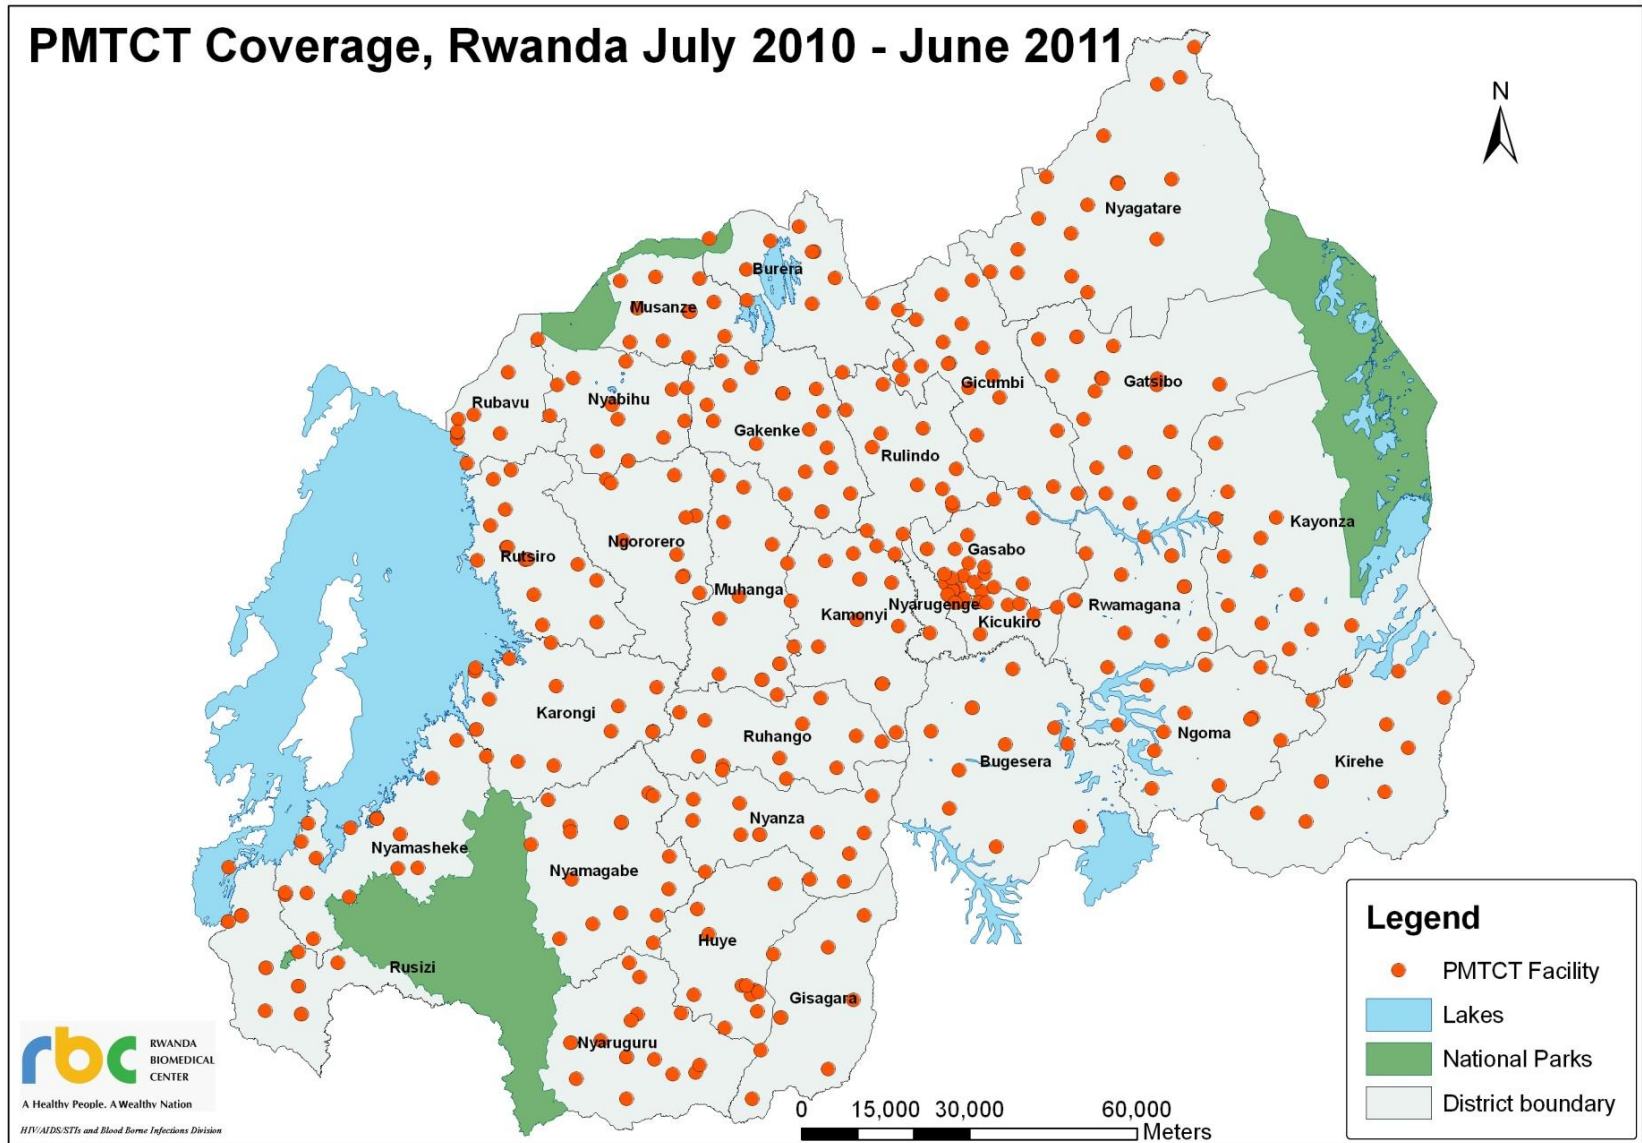 PMTCT Coverage, Rwanda July 2010 - June 2011
N
Nyagatare
Burera
Musanze
Rubavu
Nyabihu
Gicumbi
Gatsibo
Gakenke
Rulindo
Kayonza
Rutsiro
Ngororero
Gasabo
Muhanga
Kamonyi
Nyarugenge
Kicukiro
Rwamagana
Karongi
Ruhango
Bugesera
Ngoma
Kirehe
Nyamasheke
Nyanza
Nyamagabe
Huye
Rusizi
Gisagara
Nyaruguru
Legend
PMTCT Facility
Lakes
National Parks
District boundary
rbc
RWANDA
BIOMEDICAL
CENTER
A Healthy People. A Wealthy Nation
HIV/AIDS/STIs and Blood Borne Infections Division
0 15,000 30,000 60,000
Meters